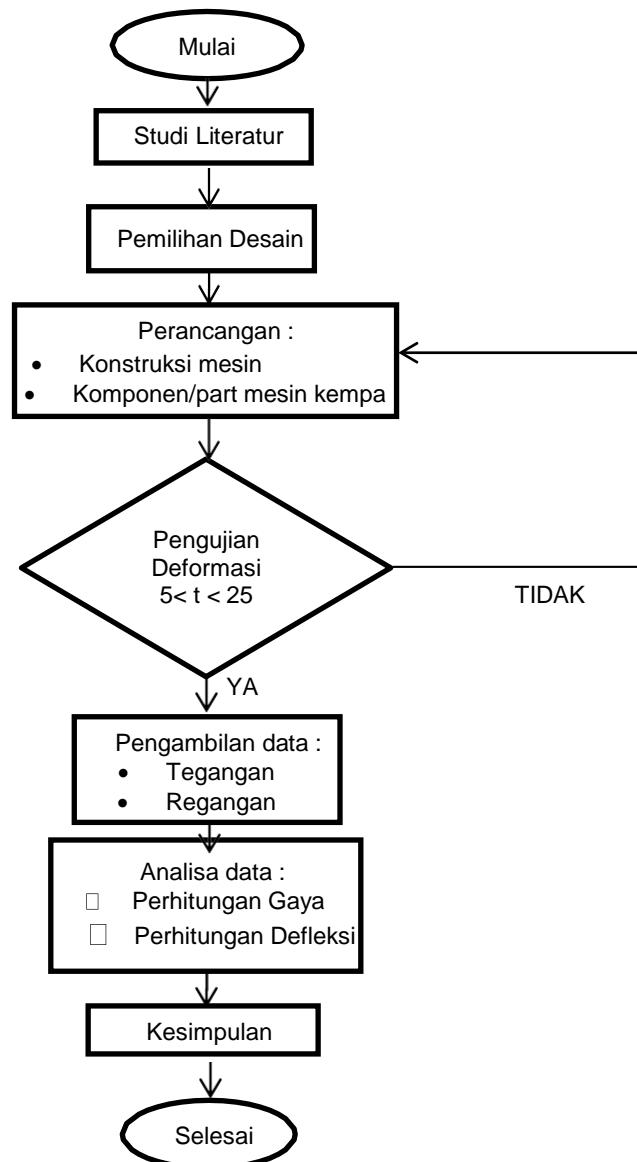 Mulai
Studi Literatur
Pemilihan Desain
Perancangan :
• Konstruksi mesin
• Komponen/part mesin kempa
Pengujian
Deformasi
5< t < 25
TIDAK
YA
Pengambilan data :
• Tegangan
• Regangan
Analisa data :
 Perhitungan Gaya
 Perhitungan Defleksi
Kesimpulan
Selesai